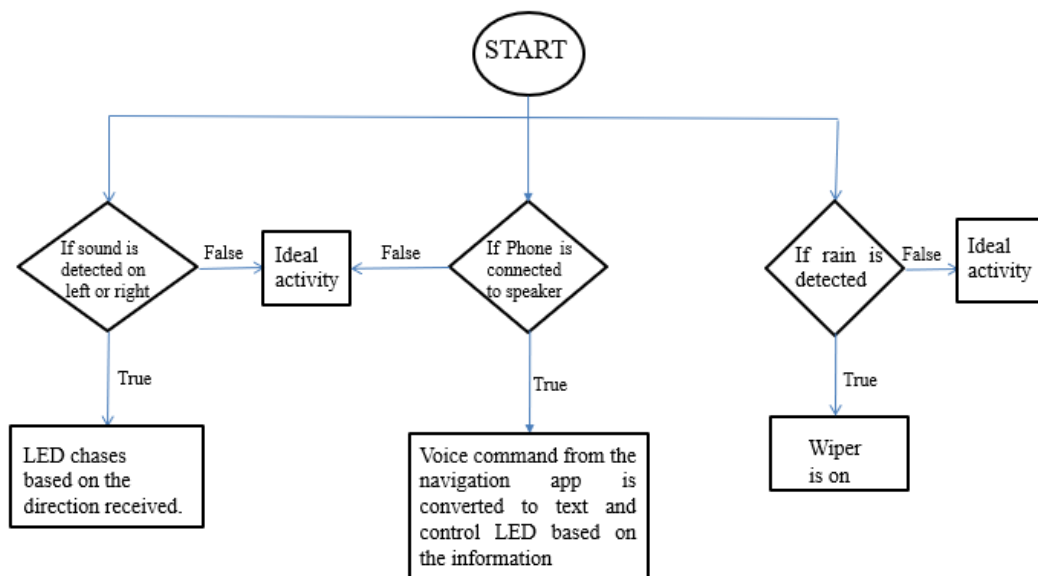 START
If sound is
detected on
left or right
False
Ideal
activity
False
If Phone is
connected
to speaker
If rain is
detected
False
Ideal
activity
True
True
True
LED chases
based on the
direction received.
Voice command from the
navigation app is
converted to text and
control LED based on
the information
Wiper
is on